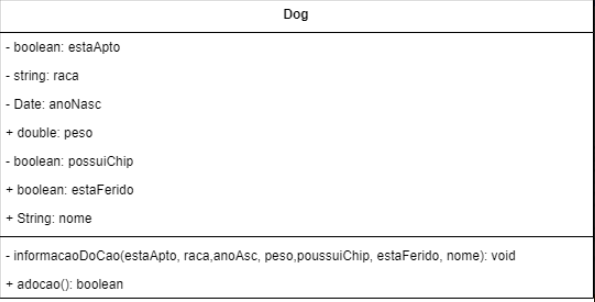 Dog
- boolean: estaApto
- string: raca
- Date: anoNasc
+ double: peso
- boolean: possuiChip
+ boolean: estaFerido
+ String: nome
- informacaoDoCao(estaApto, raca,anoAsc, peso,poussuiChip, estaFerido, nome): void
+ adocao(): boolean